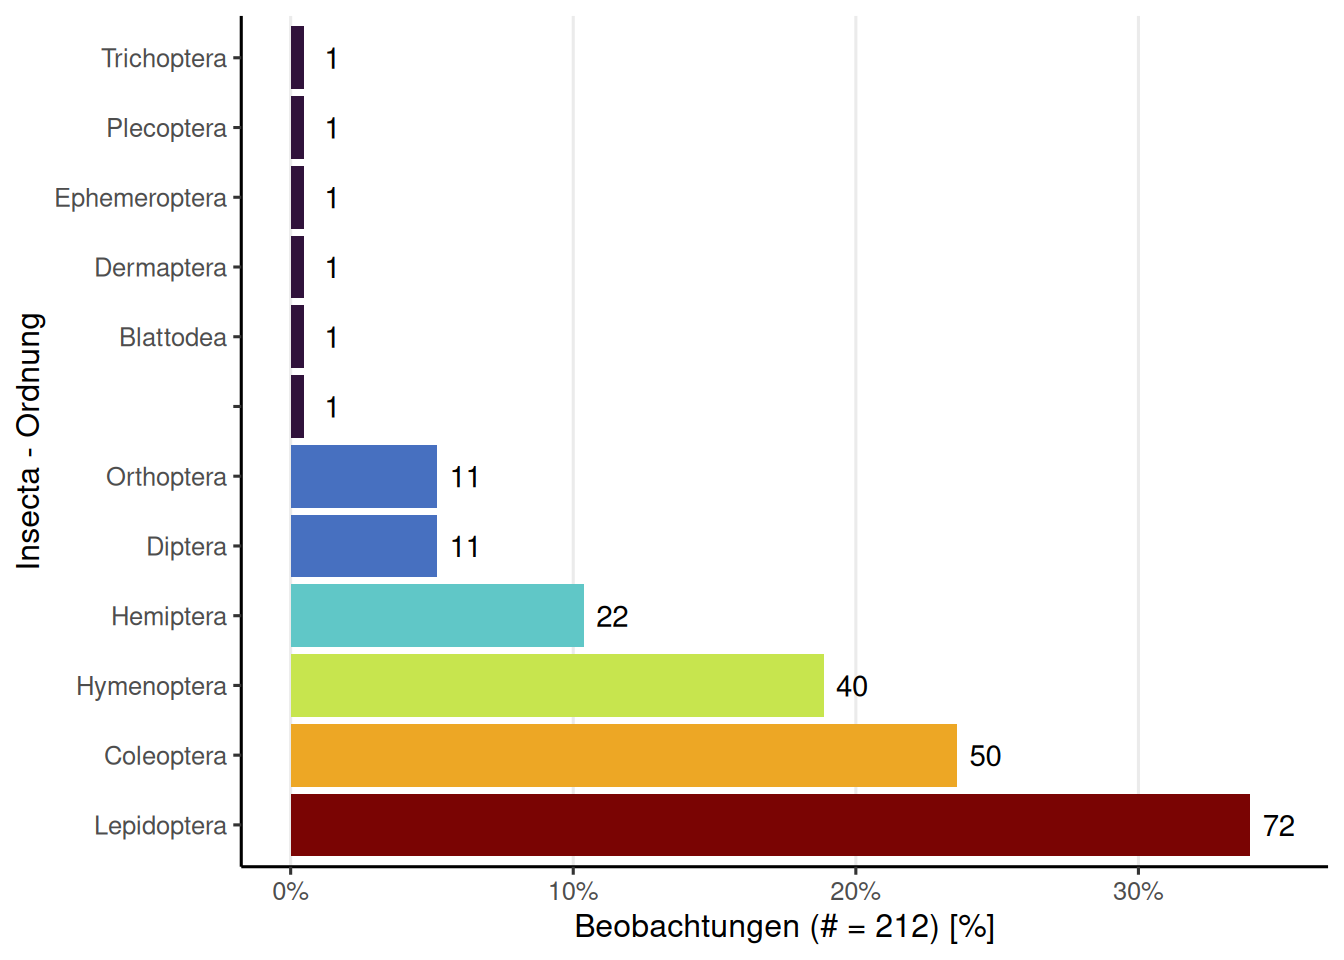 Insecta - Ordnung
Trichoptera 1
Plecoptera 1
Ephemeroptera 1
Dermaptera 1
Blattodea 1
1
Orthoptera 11
Diptera 11
Hemiptera 22
Hymenoptera 40
Coleoptera 50
Lepidoptera 72
0% 10% 20% 30%
Beobachtungen (# = 212) [%]